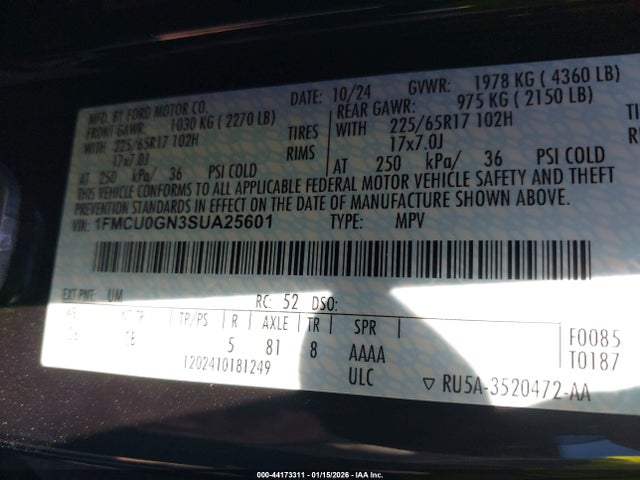 DATE: 10/24 GVWR: 1978 KG ( 4360 LB)
MFD. BY FORD MOTOR CO.
FRONT GAWR: 1030 KG ( 2270 LB) REAR GAWR: 975 KG ( 2150 LB)
WITH 225/65R17 102H TIRES WITH 225/65R17 102H
17x7.0J RIMS 17x7.0J
AT 250 kPa/ 36 PSI COLD AT 250 kPa/ 36 PSI COLD
THIS VEHICLE CONFORMS TO ALL APPLICABLE FEDERAL MOTOR VEHICLE SAFETY AND THEFT
PREVENTION STANDARDS IN EFFECT ON THE DATE OF MANUFACTURE SHOWN ABOVE.
VIN: 1FMCU0GN3SUA25601 TYPE: MPV
EXT PNT: UM RC: 52 DSO:
TP/PS R AXLE TR SPR
5 81 8 AAAA F0085
1202410181249 ULC T0187
▽ RU5A-3520472-AA
000-44173311 - 01/15/2026 - IAA Inc.